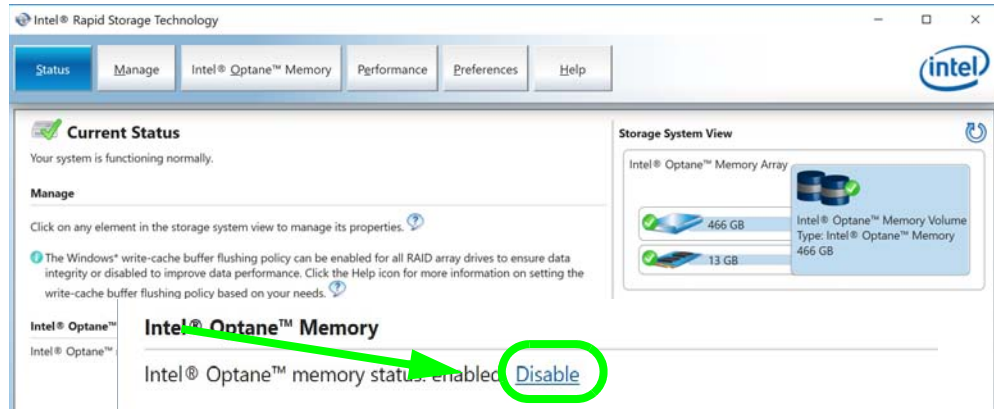 Intel® Rapid Storage Technology
Status
Manage
Intel® Optane™ Memory
Performance
Preferences
Help
intel
Current Status
Your system is functioning normally.
Manage
Click on any element in the storage system view to manage its properties.
The Windows* write-cache buffer flushing policy can be enabled for all RAID array drives to ensure data
integrity or disabled to improve data performance. Click the Help icon for more information on setting the
write-cache buffer flushing policy based on your needs.
Intel® Optane™
Intel® Optane™
Storage System View
Intel® Optane™ Memory Array
466 GB
13 GB
Intel® Optane™ Memory Volume
Type: Intel® Optane™ Memory
466 GB
Intel® Optane™ Memory
Intel® Optane™ memory status: enabled Disable